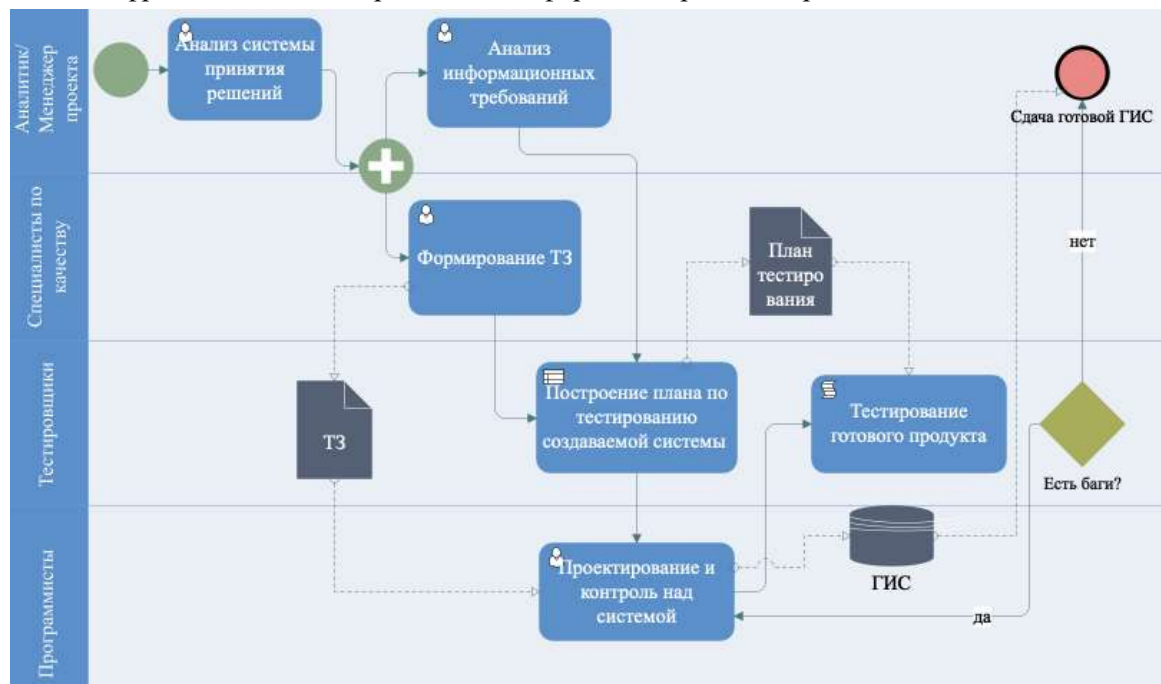 Аналитик/
Менеджер
проекта
Анализ системы
принятия
решений
Анализ
информационных
требований
Сдача готовой ГИС
Специалисты по
качеству
Формирование ТЗ
План
тестиро
вания
нет
Тестировщики
ТЗ
Построение плана по
тестированию
создаваемой системы
Тестирование
готового продукта
Есть баги?
Программисты
Проектирование и
контроль над
системой
ГИС
да